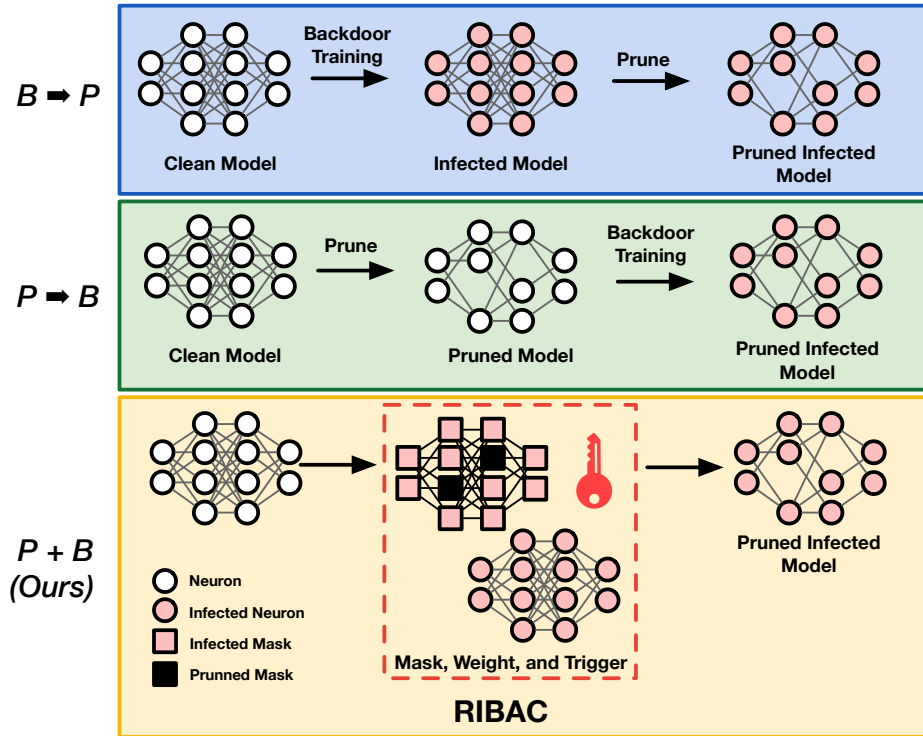 B ➡ P
Backdoor
Training
Prune
Clean Model
Infected Model
Pruned Infected
Model
P ➡ B
Prune
Backdoor
Training
Clean Model
Pruned Model
Pruned Infected
Model
P + B
(Ours)
Neuron
Infected Neuron
Infected Mask
Prunned Mask
Mask, Weight, and Trigger
Pruned Infected
Model
RIBAC